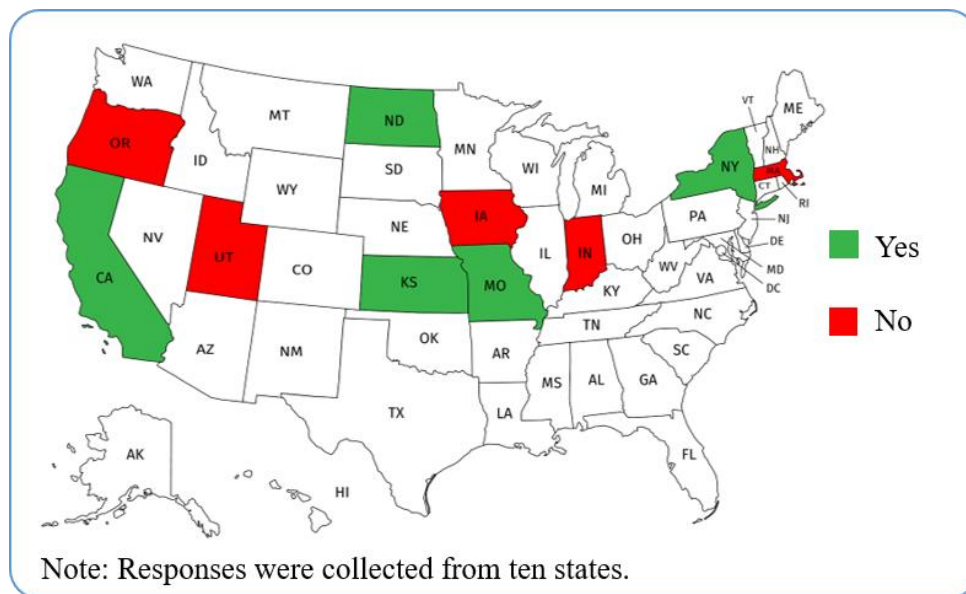 WA
MT
ND
MN
VT
ME
OR
ID
SD
WI
NH
WY
MI
NY
MA
CT
RI
NE
IA
PA
NJ
NV
UT
IL
IN
OH
DE
CA
CO
KS
MO
WV
VA
MD
DC
KY
NC
AZ
NM
OK
AR
TN
SC
MS
AL
GA
TX
LA
AK
HI
FL
Yes
No
Note: Responses were collected from ten states.